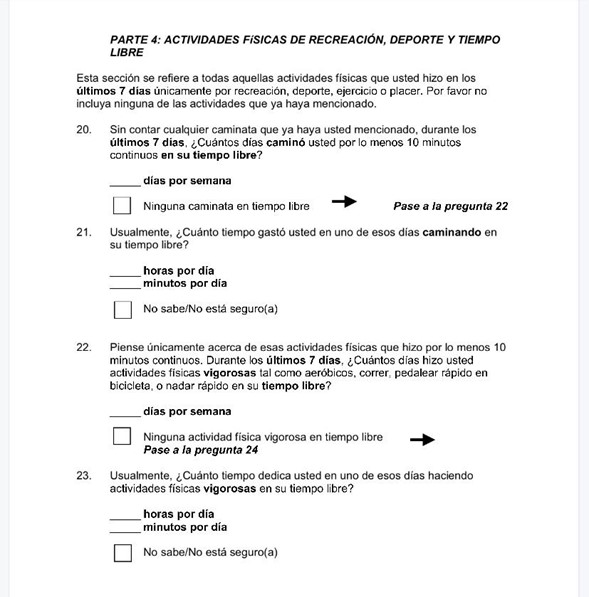 PARTE 4: ACTIVIDADES FíSICAS DE RECREACIÓN, DEPORTE Y TIEMPO
LIBRE
Esta sección se refiere a todas aquellas actividades físicas que usted hizo en los
últimos 7 días únicamente por recreación, deporte, ejercicio o placer. Por favor no
incluya ninguna de las actividades que ya haya mencionado.
20. Sin contar cualquier caminata que ya haya usted mencionado, durante los
últimos 7 dias, ¿Cuántos días caminó usted por lo menos 10 minutos
continuos en su tiempo libre?
_____ días por semana
Ninguna caminata en tiempo libre Pase a la pregunta 22
21. Usualmente, ¿Cuánto tiempo gastó usted en uno de esos días caminando en
su tiempo libre?
_____ horas por día
_____ minutos por día
No sabe/No está seguro(a)
22. Piense únicamente acerca de esas actividades físicas que hizo por lo menos 10
minutos continuos. Durante los últimos 7 días, ¿Cuántos días hizo usted
actividades físicas vigorosas tal como aeróbicos, correr, pedalear rápido en
bicicleta, o nadar rápido en su tiempo libre?
_____ días por semana
Ninguna actividad física vigorosa en tiempo libre
Pase a la pregunta 24
23. Usualmente, ¿Cuánto tiempo dedica usted en uno de esos días haciendo
actividades físicas vigorosas en su tiempo libre?
_____ horas por día
_____ minutos por día
No sabe/No está seguro(a)